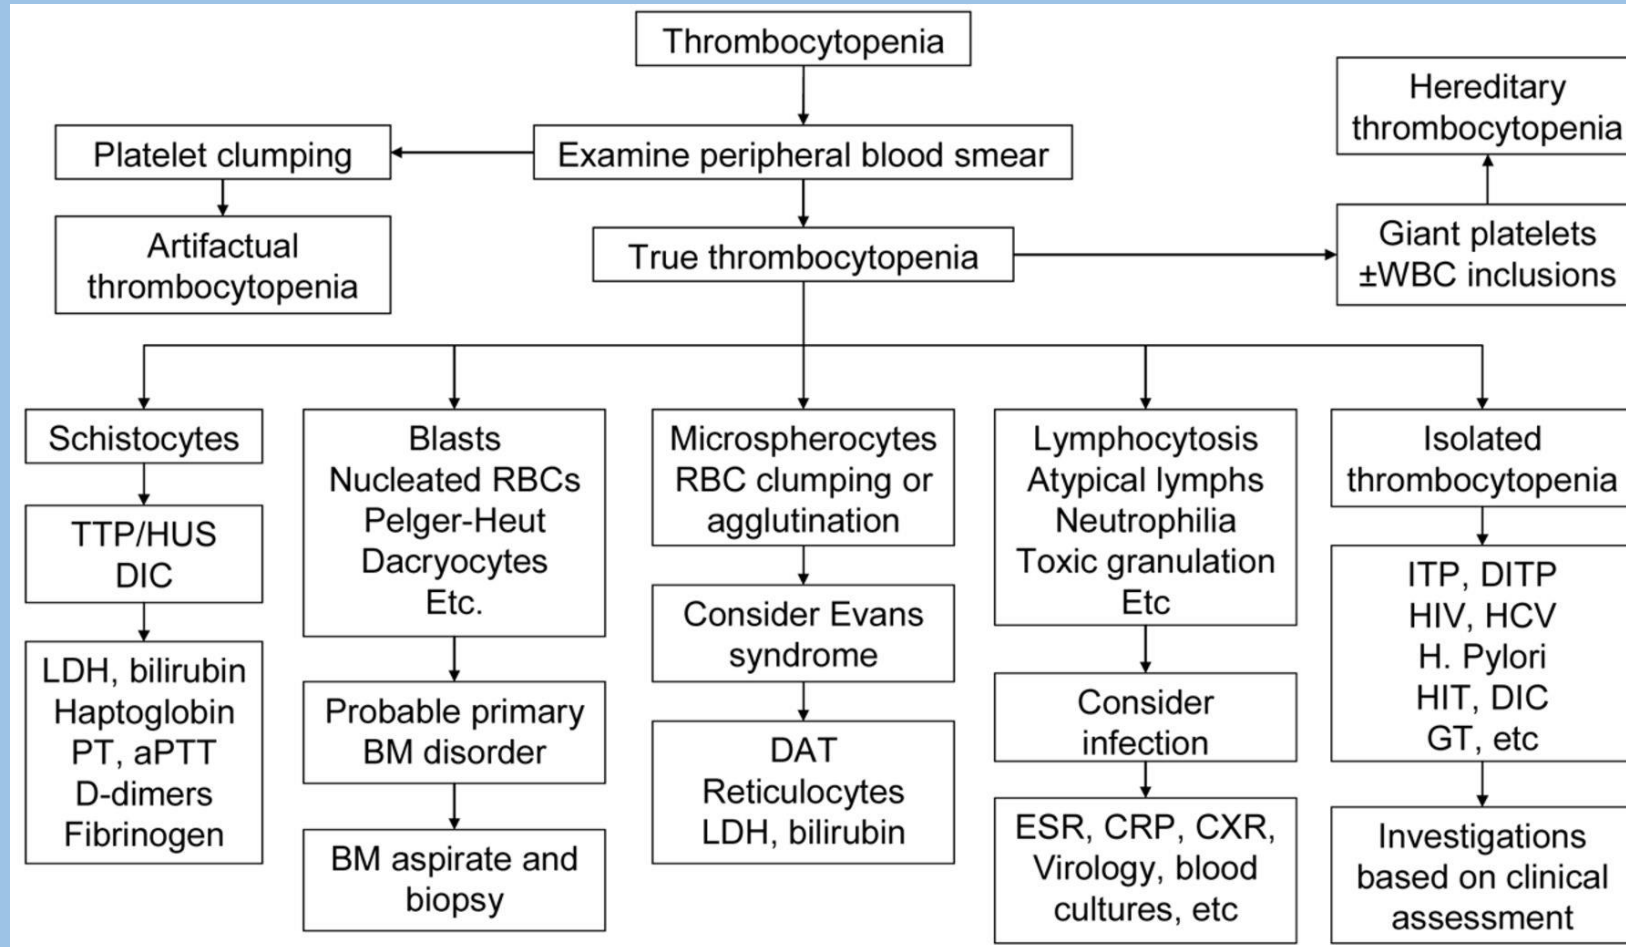 Thrombocytopenia
Hereditary
thrombocytopenia
Platelet clumping
Examine peripheral blood smear
Artifactual
thrombocytopenia
True thrombocytopenia
Giant platelets
±WBC inclusions
Schistocytes
TTP/HUS
DIC
LDH, bilirubin
Haptoglobin
PT, aPTT
D-dimers
Fibrinogen
Blasts
Nucleated RBCs
Pelger-Heut
Dacryocytes
Etc.
Probable primary
BM disorder
BM aspirate and
biopsy
Microspherocytes
RBC clumping or
agglutination
Consider Evans
syndrome
DAT
Reticulocytes
LDH, bilirubin
Lymphocytosis
Atypical lymphs
Neutrophilia
Toxic granulation
Etc
Consider
infection
ESR, CRP, CXR,
Virology, blood
cultures, etc
Isolated
thrombocytopenia
ITP, DITP
HIV, HCV
H. Pylori
HIT, DIC
GT, etc
Investigations
based on clinical
assessment